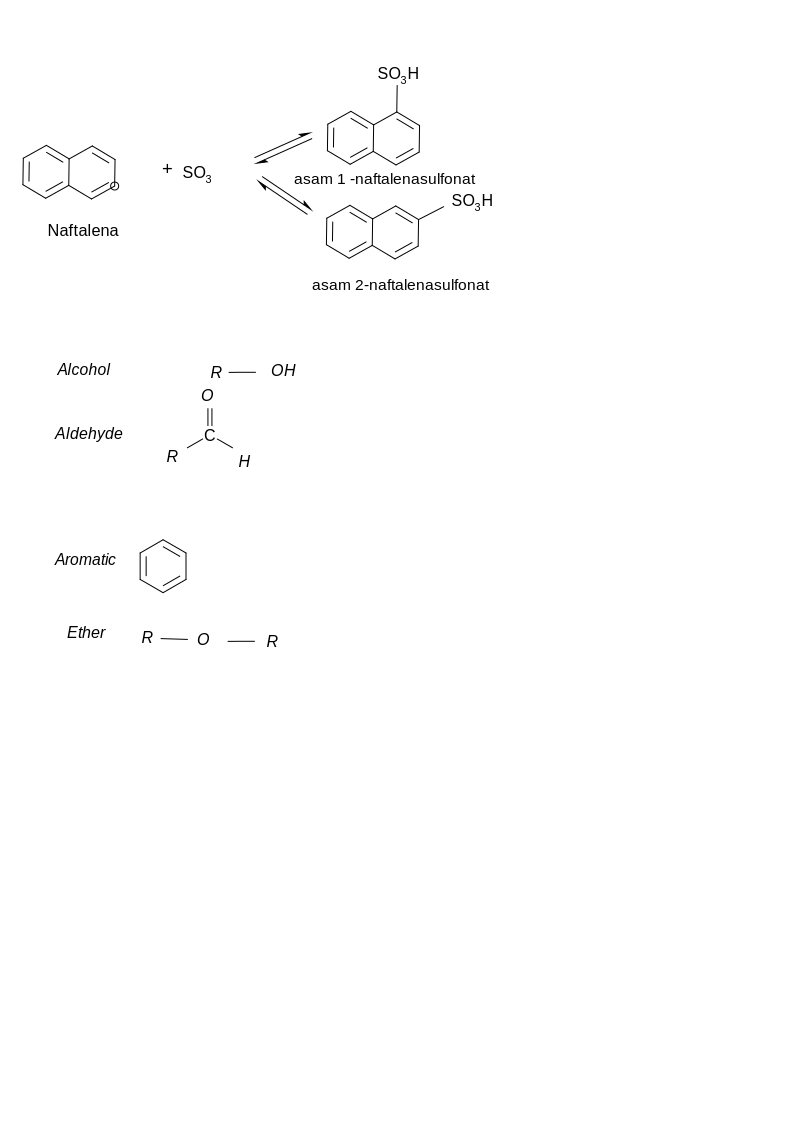 SO3H
+ SO3
asam 1 -naftalenasulfonat
SO3H
Naftalena
asam 2-naftalenasulfonat
Alcohol R OH
O
Aldehyde C
R H
Aromatic
Ether R O R